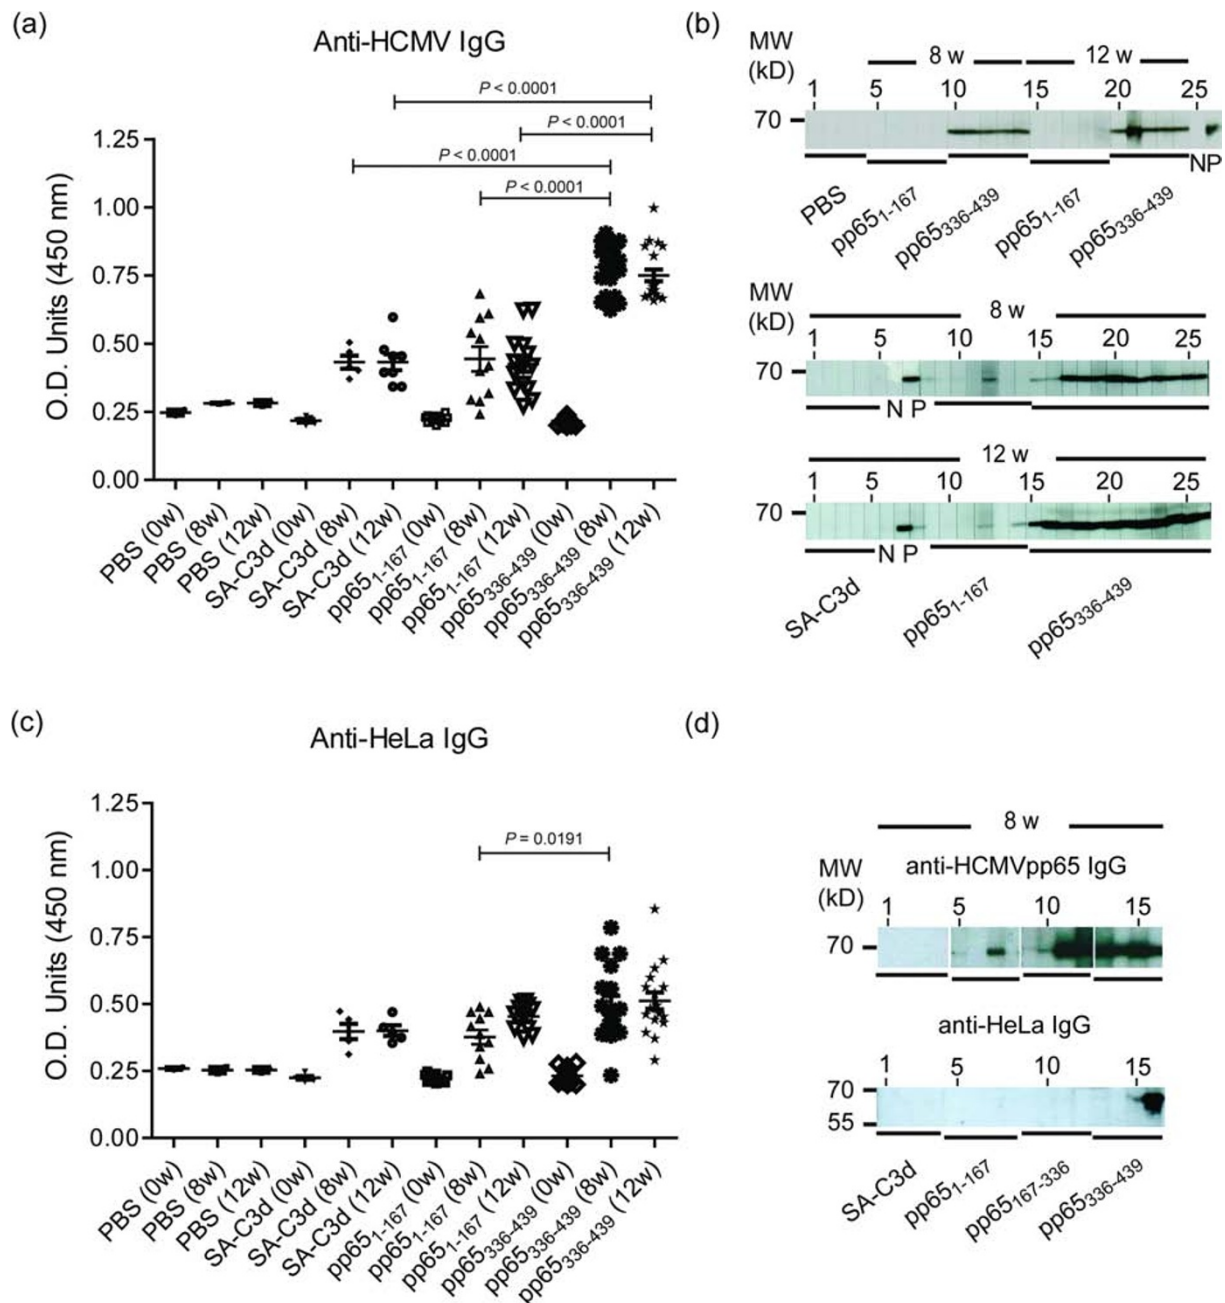 (a)
Anti-HCMV IgG
P < 0.0001
P < 0.0001
P < 0.0001
P < 0.0001
O.D. Units (450 nm)
1.25
1.00
0.75
0.50
0.25
0.00
PBS (0w)
PBS (8w)
PBS (12w)
SA-C3d (0w)
SA-C3d (8w)
SA-C3d (12w)
pp65₁₋₁₆₇ (0w)
pp65₁₋₁₆₇ (8w)
pp65₁₋₁₆₇ (12w)
pp65₃₃₆₋₄₃₉ (0w)
pp65₃₃₆₋₄₃₉ (8w)
pp65₃₃₆₋₄₃₉ (12w)
(b)
MW
(kD)
8 w 12 w
1 5 10 15 20 25
70
NP
PBS
pp65₁₋₁₆₇
pp65₃₃₆₋₄₃₉
pp65₁₋₁₆₇
pp65₃₃₆₋₄₃₉
MW
(kD)
8 w
1 5 10 15 20 25
70
N P
12 w
1 5 10 15 20 25
70
N P
SA-C3d
pp65₁₋₁₆₇
pp65₃₃₆₋₄₃₉
(c)
Anti-HeLa IgG
P = 0.0191
O.D. Units (450 nm)
1.25
1.00
0.75
0.50
0.25
0.00
PBS (0w)
PBS (8w)
PBS (12w)
SA-C3d (0w)
SA-C3d (8w)
SA-C3d (12w)
pp65₁₋₁₆₇ (0w)
pp65₁₋₁₆₇ (8w)
pp65₁₋₁₆₇ (12w)
pp65₃₃₆₋₄₃₉ (0w)
pp65₃₃₆₋₄₃₉ (8w)
pp65₃₃₆₋₄₃₉ (12w)
(d)
8 w
MW
(kD)
anti-HCMVpp65 IgG
1 5 10 15
70
anti-HeLa IgG
1 5 10 15
70
55
SA-C3d
pp65₁₋₁₆₇
pp65₁₆₇₋₃₃₆
pp65₃₃₆₋₄₃₉